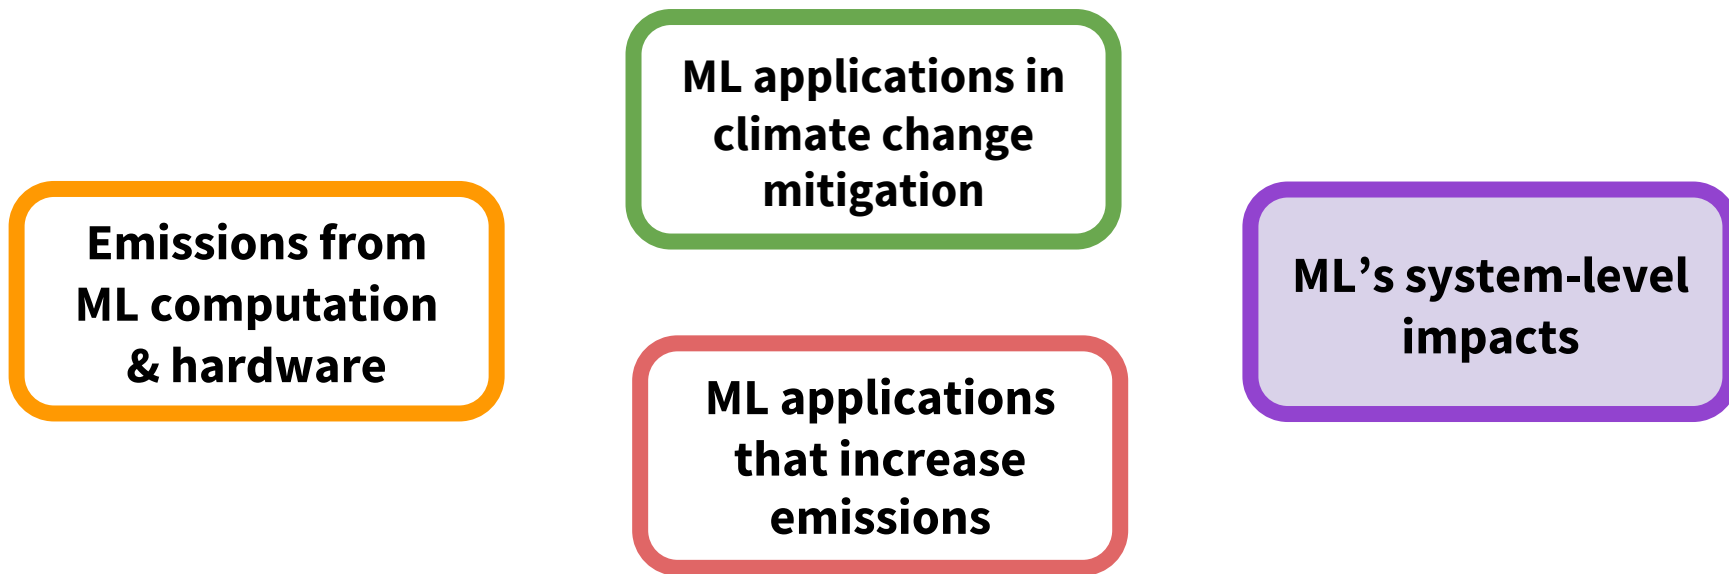 Emissions from
ML computation
& hardware
ML applications in
climate change
mitigation
ML applications
that increase
emissions
ML’s system-level
impacts